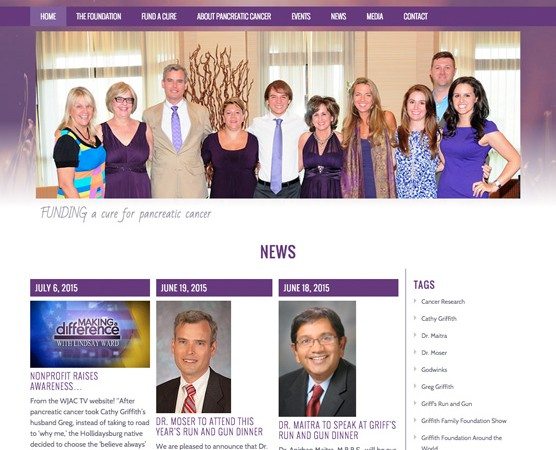 HOME THE FOUNDATION FUND A CURE ABOUT PANCREATIC CANCER EVENTS NEWS MEDIA CONTACT
FUNDING a cure for pancreatic cancer
NEWS
JULY 6, 2015
MAKING A
difference
WITH LINDSAY WARD
NONPROFIT RAISES
AWARENESS...
From the WJAC TV website! "After
pancreatic cancer took Cathy Griffith's
husband Greg, instead of taking to road
to 'why me,' the Hollidaysburg native
decided to choose the 'believe always'
JUNE 19, 2015
DR. MOSER TO ATTEND THIS
YEAR'S RUN AND GUN DINNER
We are pleased to announce that Dr.
JUNE 18, 2015
DR. MAITRA TO SPEAK AT GRIFF'S
RUN AND GUN DINNER
Dr. Anirban Maitra, M.B.B.S., will be our
TAGS
Cancer Research
Cathy Griffith
Dr. Maitra
Dr. Moser
Godwinks
Greg Griffith
Griff's Run and Gun
Griffith Family Foundation Show
Griffith Foundation Around the
World